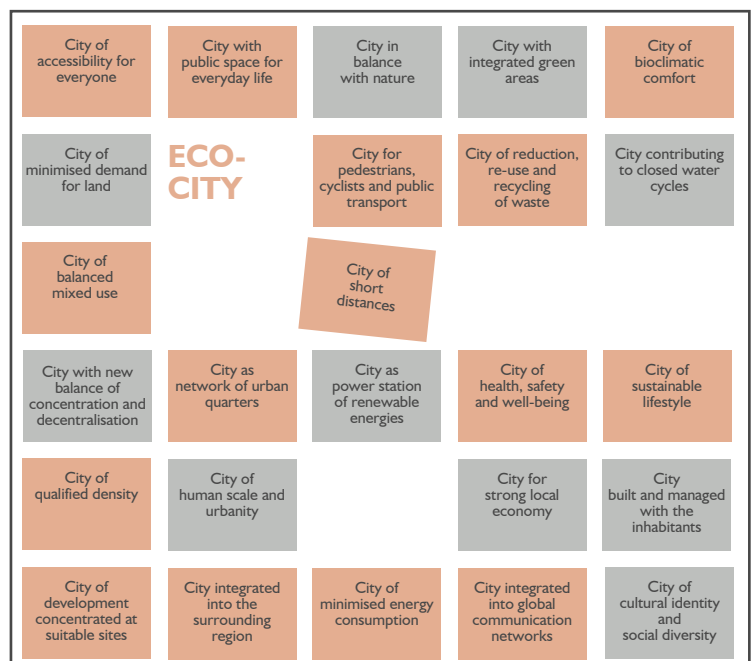 City of
accessibility for
everyone
City with
public space for
everyday life
City in
balance
with nature
City with
integrated green
areas
City of
bioclimatic
comfort
City of
minimised demand
for land
ECO-
CITY
City for
pedestrians,
cyclists and public
transport
City of reduction,
re-use and
recycling
of waste
City contributing
to closed water
cycles
City of
balanced
mixed use
City of
short
distances
City with new
balance of
concentration and
decentralisation
City as
network of urban
quarters
City as
power station
of renewable
energies
City of
health, safety
and well-being
City of
sustainable
lifestyle
City of
qualified density
City of
human scale and
urbanity
City for
strong local
economy
City
built and managed
with the
inhabitants
City of
development
concentrated at
suitable sites
City integrated
into the
surrounding
region
City of
minimised energy
consumption
City integrated
into global
communication
networks
City of
cultural identity
and
social diversity